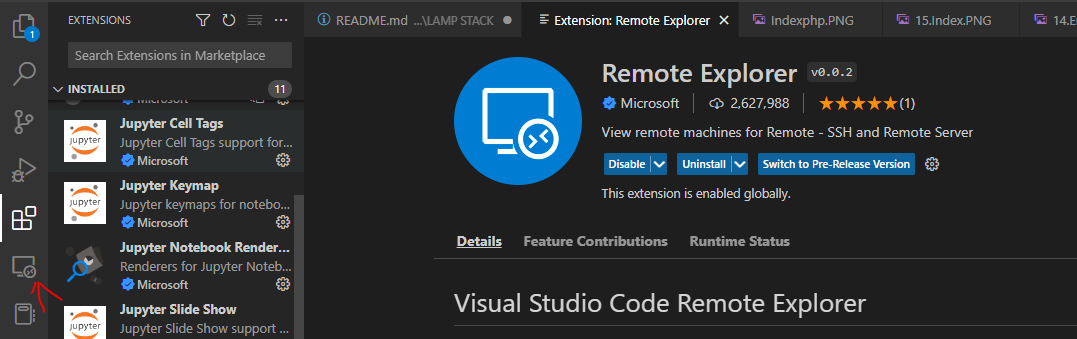 EXTENSIONS
README.md ...\LAMP STACK
Extension: Remote Explorer
Indexphp.PNG
15.Index.PNG
1
Search Extensions in Marketplace
INSTALLED 11
Microsoft
jupyter
Jupyter Cell Tags
Jupyter Cell Tags support for...
Microsoft
jupyter
Jupyter Keymap
Jupyter keymaps for notebo...
Microsoft
Jupyter Notebook Rendere...
Renderers for Jupyter Noteb...
Microsoft
jupyter
Jupyter Slide Show
Jupyter Slide Show support ...
Remote Explorer v0.0.2
Microsoft 2,627,988 (1)
View remote machines for Remote - SSH and Remote Server
Disable Uninstall Switch to Pre-Release Version
This extension is enabled globally.
Details Feature Contributions Runtime Status
Visual Studio Code Remote Explorer